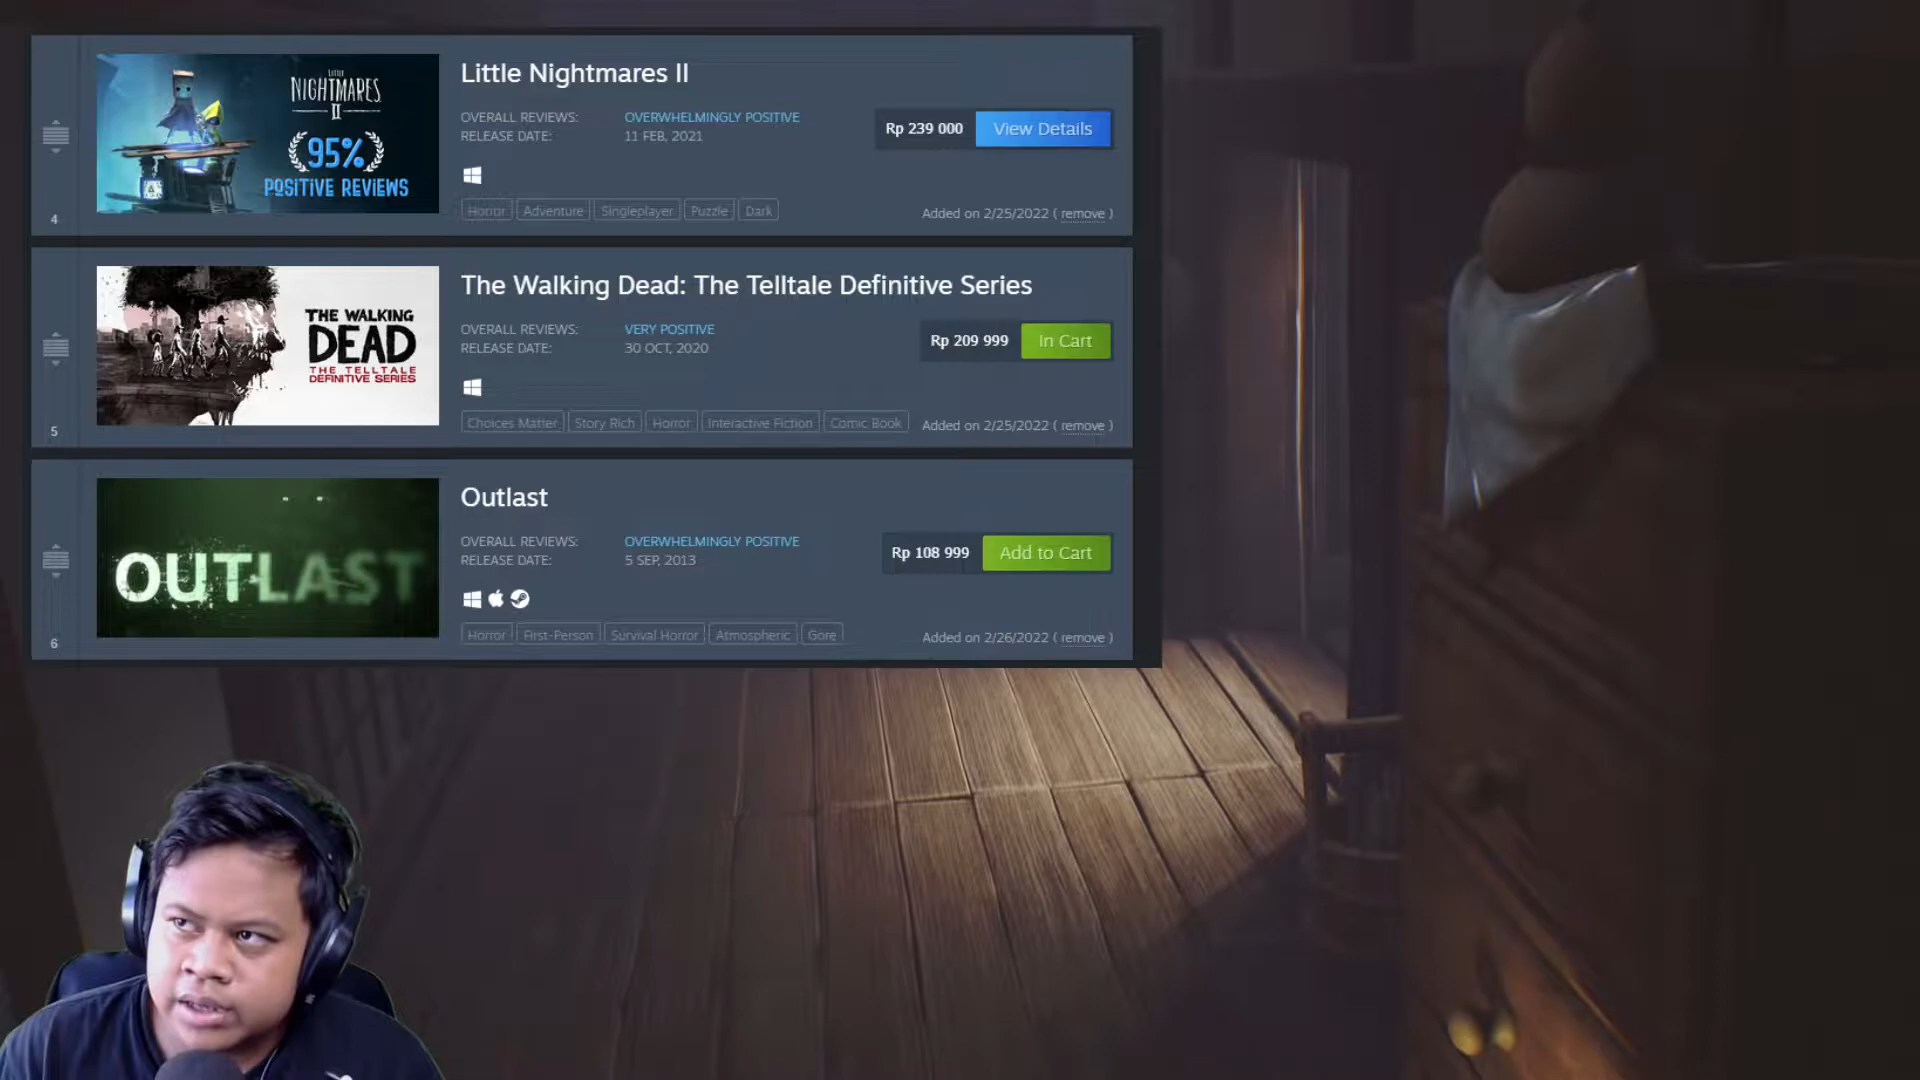 LITTLE
NIGHTMARES
II
95%
POSITIVE REVIEWS
4
Little Nightmares II
OVERALL REVIEWS: OVERWHELMINGLY POSITIVE
RELEASE DATE: 11 FEB, 2021
Rp 239 000 View Details
Horror Adventure Singleplayer Puzzle Dark
Added on 2/25/2022 ( remove )
THE WALKING
DEAD
THE TELLTALE
DEFINITIVE SERIES
5
The Walking Dead: The Telltale Definitive Series
OVERALL REVIEWS: VERY POSITIVE
RELEASE DATE: 30 OCT, 2020
Rp 209 999 In Cart
Choices Matter Story Rich Horror Interactive Fiction Comic Book
Added on 2/25/2022 ( remove )
OUTLAST
6
Outlast
OVERALL REVIEWS: OVERWHELMINGLY POSITIVE
RELEASE DATE: 5 SEP, 2013
Rp 108 999 Add to Cart
Horror First-Person Survival Horror Atmospheric Gore
Added on 2/26/2022 ( remove )